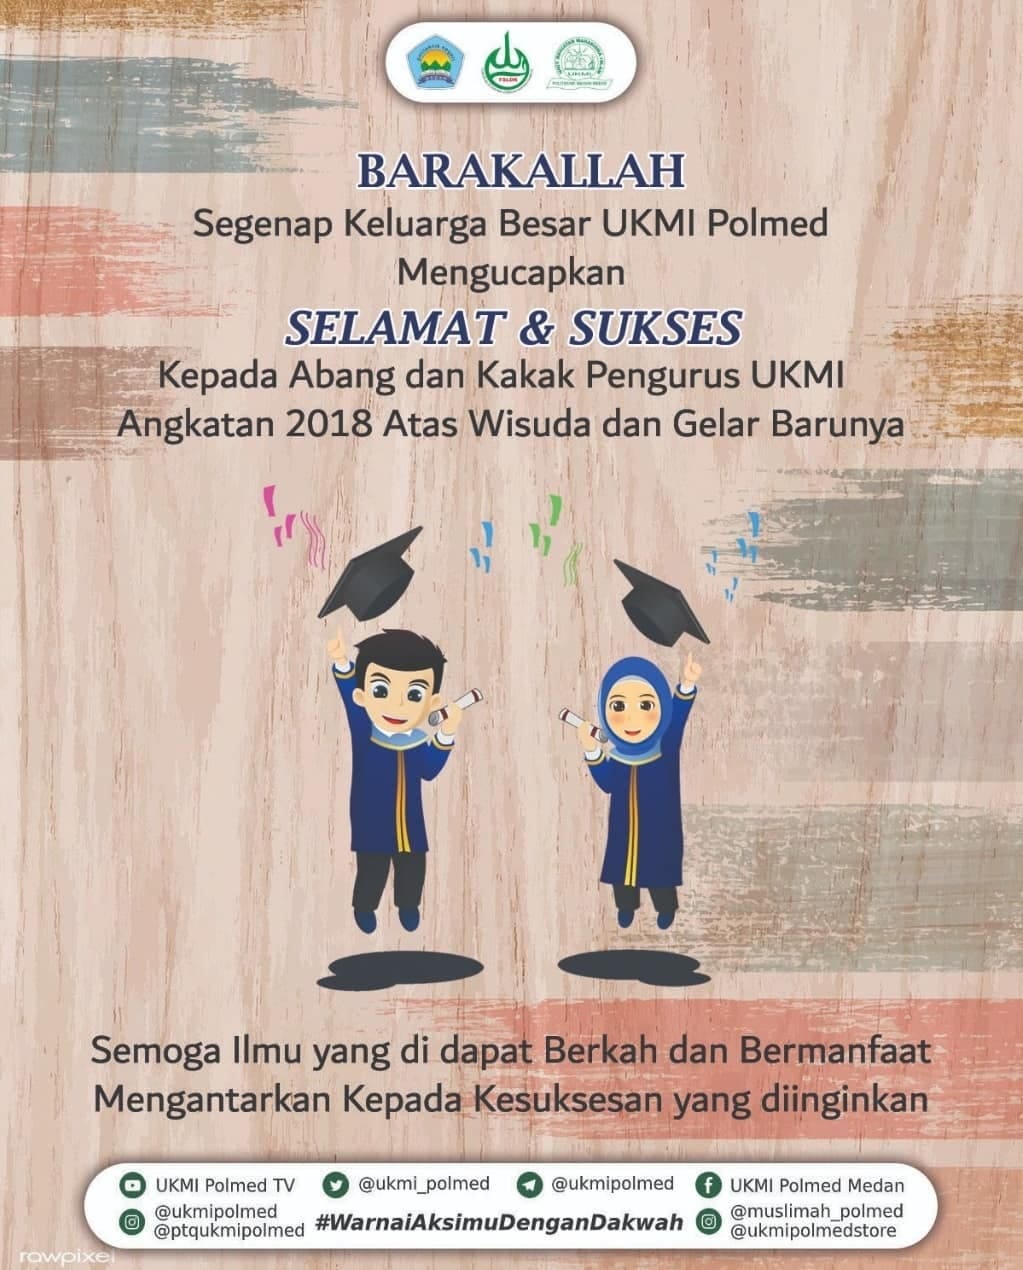 BARAKALLAH
Segenap Keluarga Besar UKMI Polmed
Mengucapkan
SELAMAT & SUKSES
Kepada Abang dan Kakak Pengurus UKMI
Angkatan 2018 Atas Wisuda dan Gelar Barunya
Semoga Ilmu yang di dapat Berkah dan Bermanfaat
Mengantarkan Kepada Kesuksesan yang diinginkan
UKMI Polmed TV @ukmi_polmed @ukmipolmed UKMI Polmed Medan
@ukmipolmed
@ptqukmipolmed
#WarnaiAksimuDenganDakwah
@muslimah_polmed
@ukmipolmedstore
rawpixel